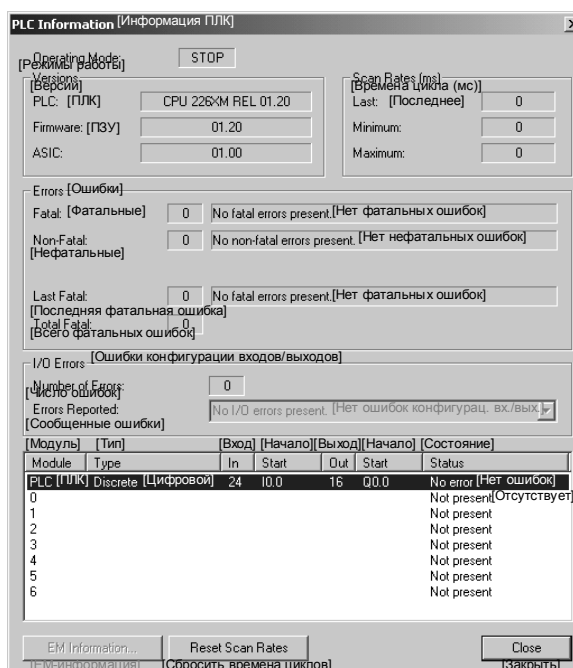 PLC Information [Информация ПЛК]
Operating Mode: STOP
[Режимы работы]
Versions Scan Rates (ms)
[Версии] [Времена цикла (мс)]
PLC: [ПЛК] CPU 226XM REL 01.20 Last: [Последнее] 0
Firmware: [ПЗУ] 01.20 Minimum: 0
ASIC: 01.00 Maximum: 0
Errors [Ошибки]
Fatal: [Фатальные] 0 No fatal errors present. [Нет фатальных ошибок]
Non-Fatal: 0 No non-fatal errors present. [Нет нефатальных ошибок]
[Нефатальные]
Last Fatal: 0 No fatal errors present. [Нет фатальных ошибок]
[Последняя фатальная ошибка]
Total Fatal: 0
[Всего фатальных ошибок]
I/O Errors [Ошибки конфигурации входов/выходов]
Number of Errors: 0
[Число ошибок]
Errors Reported: No I/O errors present. [Нет ошибок конфигурац. вх./вых.
[Сообщенные ошибки]
[Модуль] [Тип] [Вход] [Начало] [Выход] [Начало] [Состояние]
Module Type In Start Out Start Status
PLC [ПЛК] Discrete [Цифровой] 24 I0.0 16 Q0.0 No error [Нет ошибок]
0 Not present [Отсутствует]
1 Not present
2 Not present
3 Not present
4 Not present
5 Not present
6 Not present
EM Information... Reset Scan Rates Close
[EM-информация] [Сбросить времена циклов] [Закрыть]